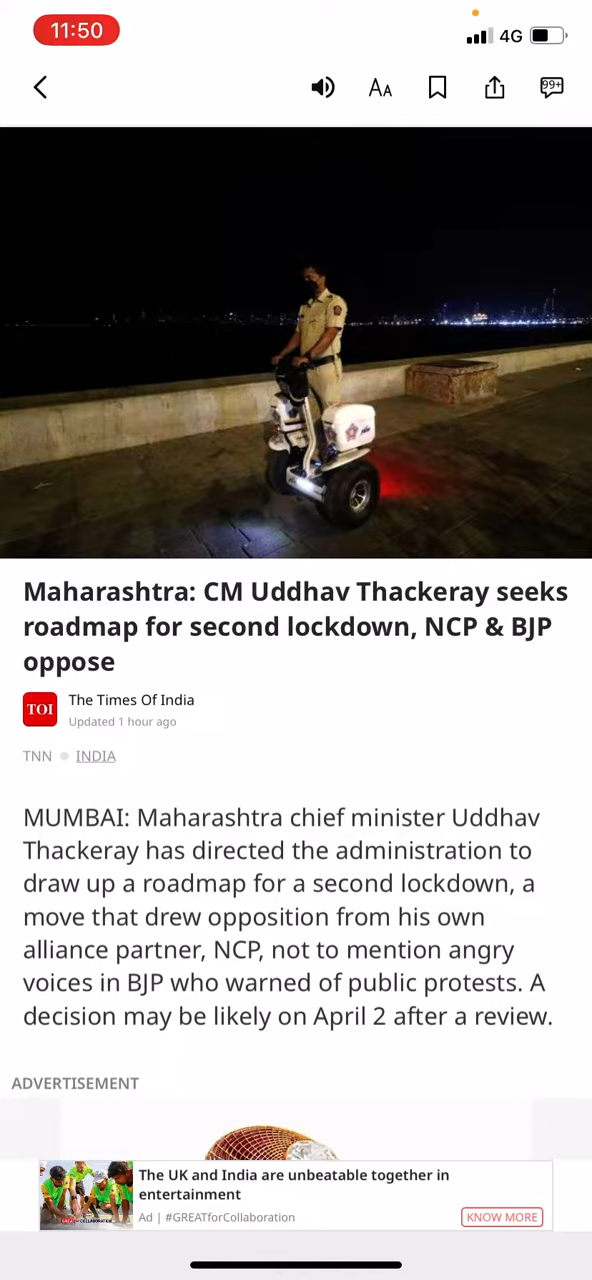 11:50
4G
AA
99+
Maharashtra: CM Uddhav Thackeray seeks
roadmap for second lockdown, NCP & BJP
oppose
TOI
The Times Of India
Updated 1 hour ago
TNN
INDIA
MUMBAI: Maharashtra chief minister Uddhav
Thackeray has directed the administration to
draw up a roadmap for a second lockdown, a
move that drew opposition from his own
alliance partner, NCP, not to mention angry
voices in BJP who warned of public protests. A
decision may be likely on April 2 after a review.
ADVERTISEMENT
The UK and India are unbeatable together in
entertainment
Ad | #GREATforCollaboration
KNOW MORE